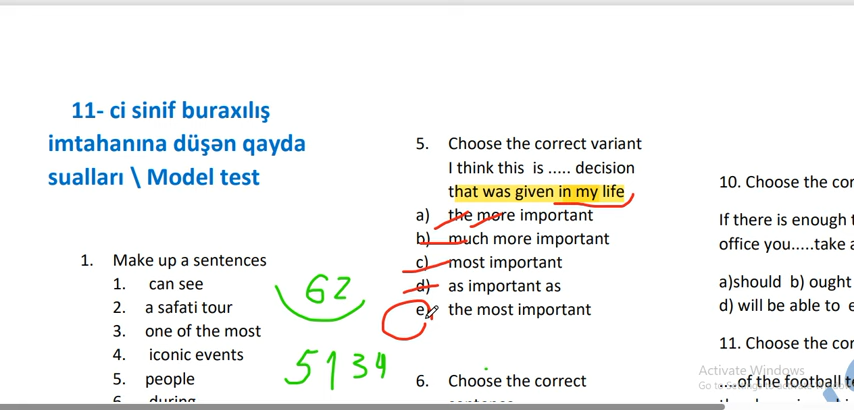 11- ci sinif buraxılış
imtahanına düşən qayda
sualları \ Model test
1. Make up a sentences
1. can see
2. a safati tour
3. one of the most
4. iconic events
5. people
6. during
62
5134
5. Choose the correct variant
I think this is ..... decision
that was given in my life
a) the more important
b) much more important
c) most important
d) as important as
e) the most important
6. Choose the correct
sentence
10. Choose the cor
If there is enough t
office you.....take a
a)should b) ought
d) will be able to e
11. Choose the cor
....of the football te
Activate Windows